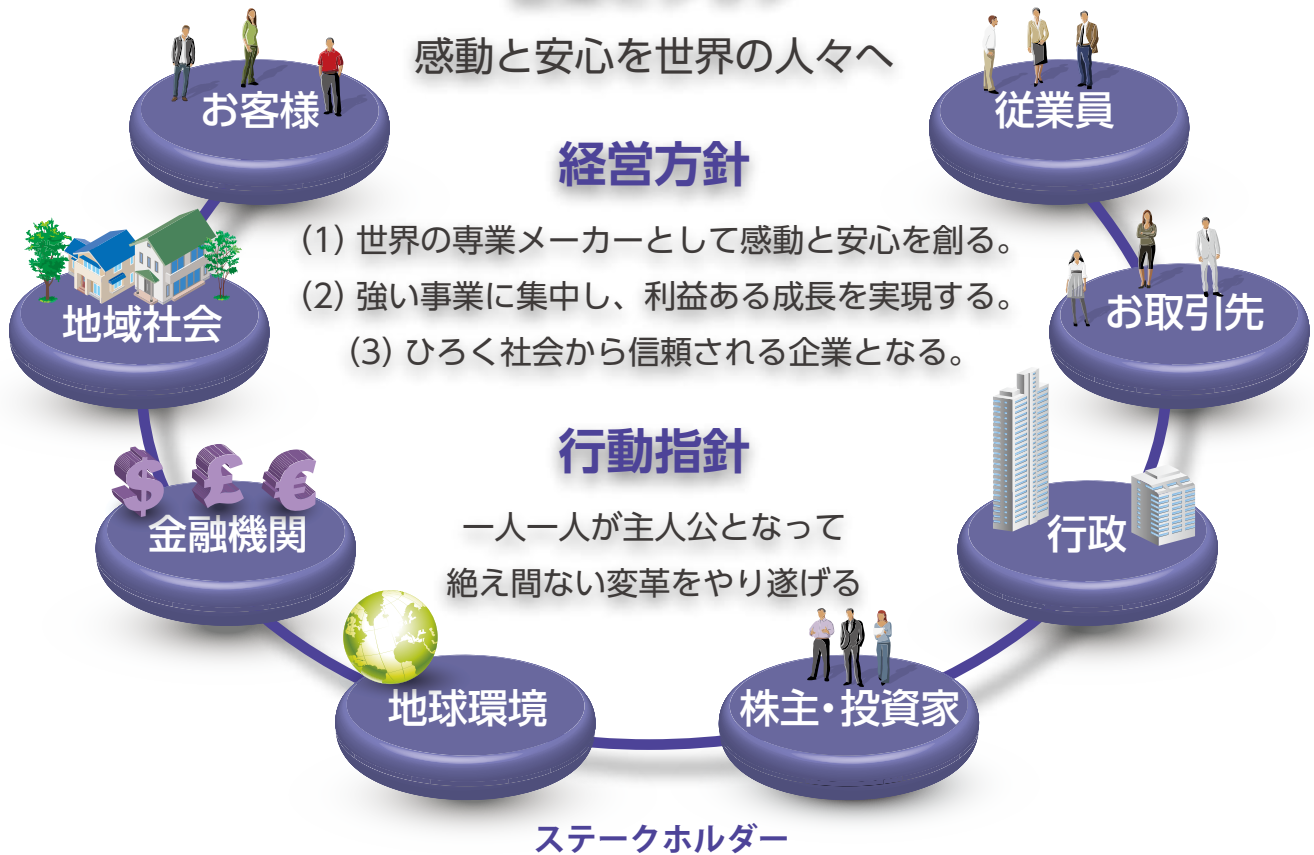 感動と安心を世界の人々へ
お客様
従業員
経営方針
(1) 世界の専業メーカーとして感動と安心を創る。
(2) 強い事業に集中し、利益ある成長を実現する。
(3) ひろく社会から信頼される企業となる。
地域社会
お取引先
行動指針
一人一人が主人公となって
絶え間ない変革をやり遂げる
金融機関
行政
地球環境
株主・投資家
ステークホルダー